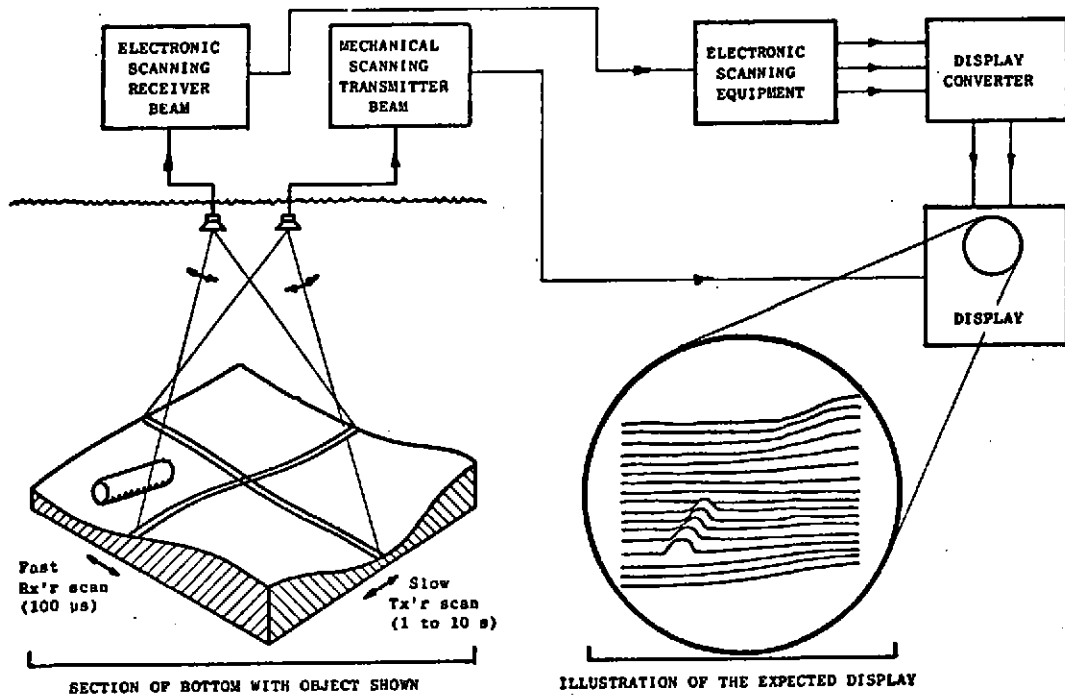 ELECTRONIC
SCANNING
RECEIVER
BEAM
MECHANICAL
SCANNING
TRANSMITTER
BEAM
ELECTRONIC
SCANNING
EQUIPMENT
DISPLAY
CONVERTER
DISPLAY
Fast
Rx'r scan
(100 µs)
Slow
Tx'r scan
(1 to 10 s)
SECTION OF BOTTOM WITH OBJECT SHOWN
ILLUSTRATION OF THE EXPECTED DISPLAY